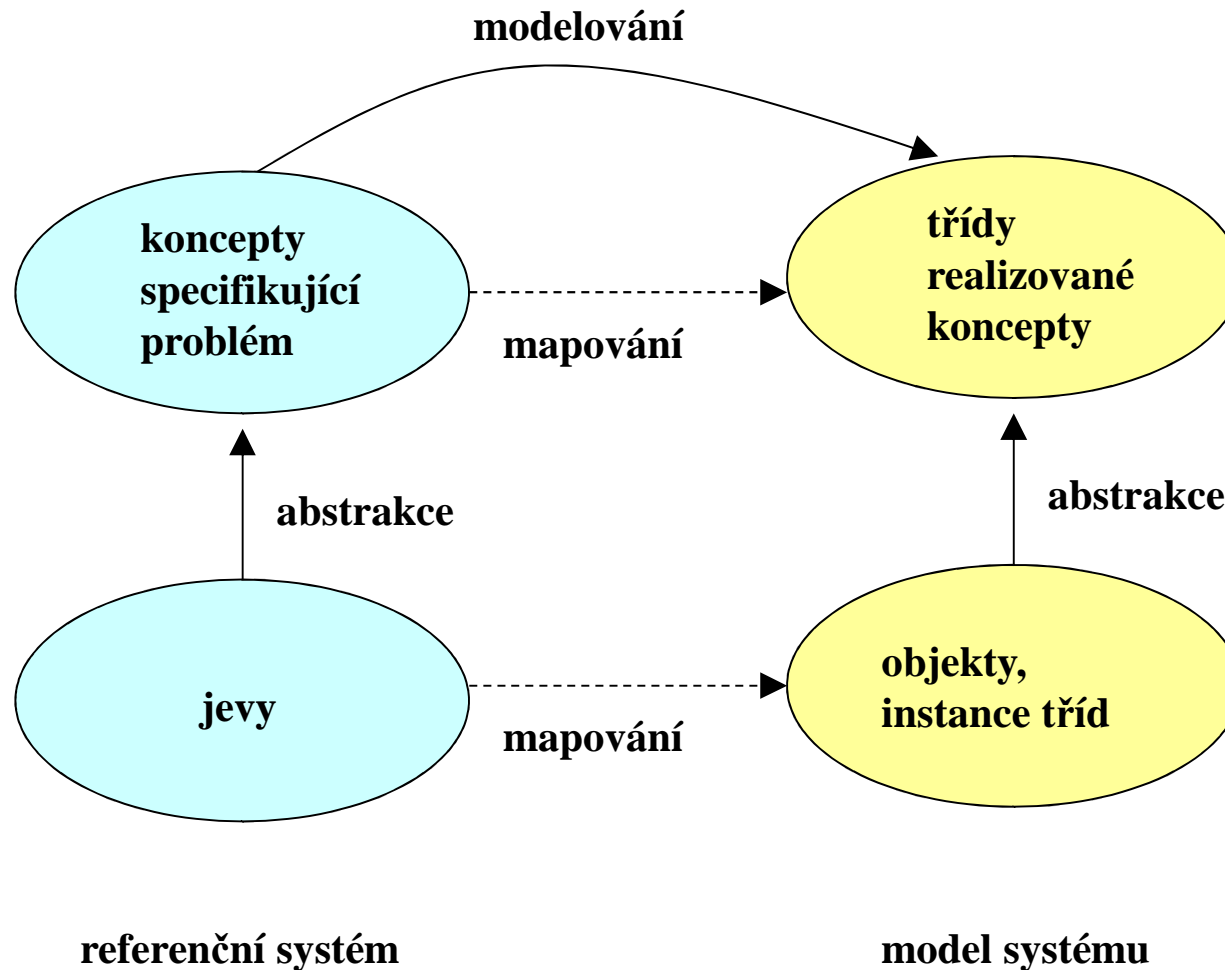 modelování
koncepty
specifikující
problém
mapování
třídy
realizované
koncepty
abstrakce
abstrakce
jevy
mapování
objekty,
instance tříd
referenční systém
model systému